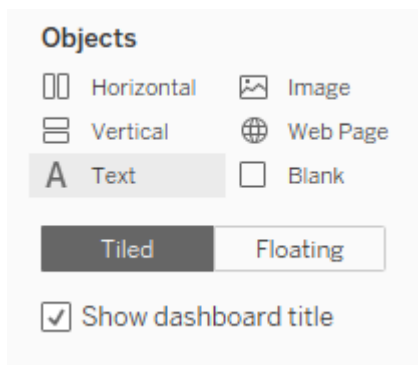 Objects
Horizontal Image
Vertical Web Page
A Text Blank
Tiled Floating
Show dashboard title